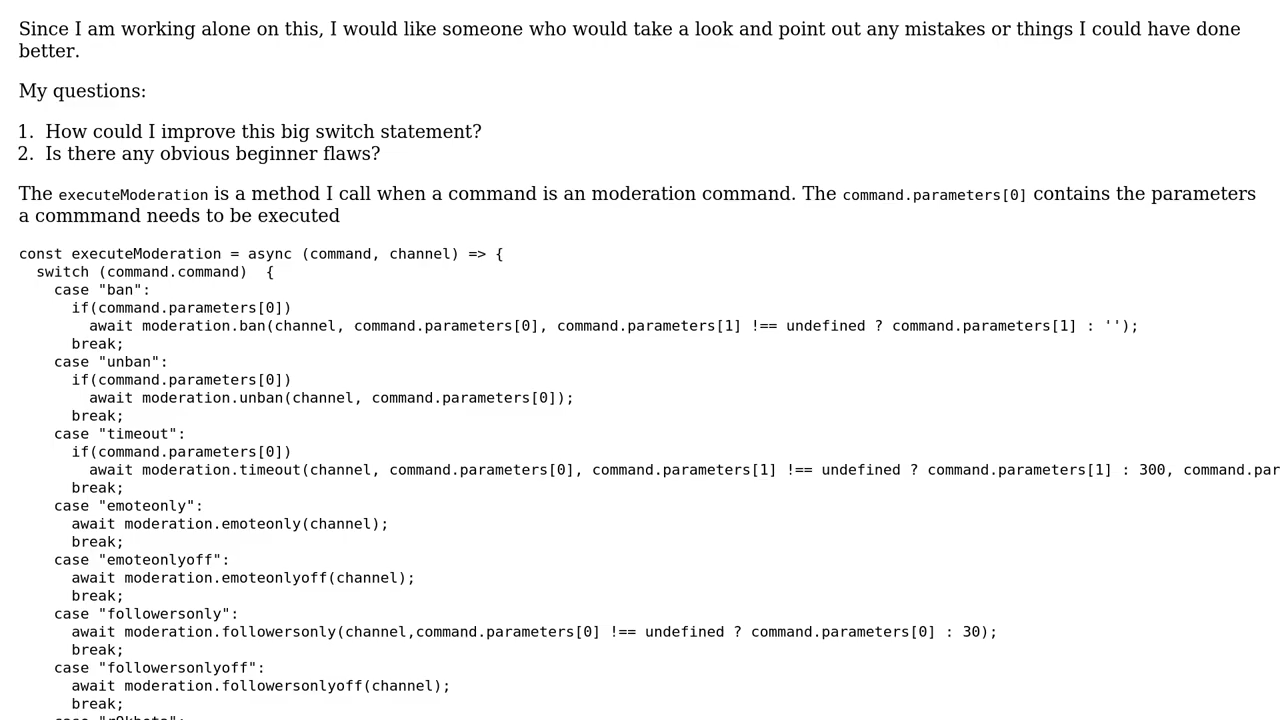 Since I am working alone on this, I would like someone who would take a look and point out any mistakes or things I could have done
better.
My questions:
1. How could I improve this big switch statement?
2. Is there any obvious beginner flaws?
The executeModeration is a method I call when a command is an moderation command. The command.parameters[0] contains the parameters
a commmand needs to be executed
const executeModeration = async (command, channel) => {
  switch (command.command)  {
    case "ban":
      if(command.parameters[0])
        await moderation.ban(channel, command.parameters[0], command.parameters[1] !== undefined ? command.parameters[1] : '');
      break;
    case "unban":
      if(command.parameters[0])
        await moderation.unban(channel, command.parameters[0]);
      break;
    case "timeout":
      if(command.parameters[0])
        await moderation.timeout(channel, command.parameters[0], command.parameters[1] !== undefined ? command.parameters[1] : 300, command.par
      break;
    case "emoteonly":
      await moderation.emoteonly(channel);
      break;
    case "emoteonlyoff":
      await moderation.emoteonlyoff(channel);
      break;
    case "followersonly":
      await moderation.followersonly(channel,command.parameters[0] !== undefined ? command.parameters[0] : 30);
      break;
    case "followersonlyoff":
      await moderation.followersonlyoff(channel);
      break;